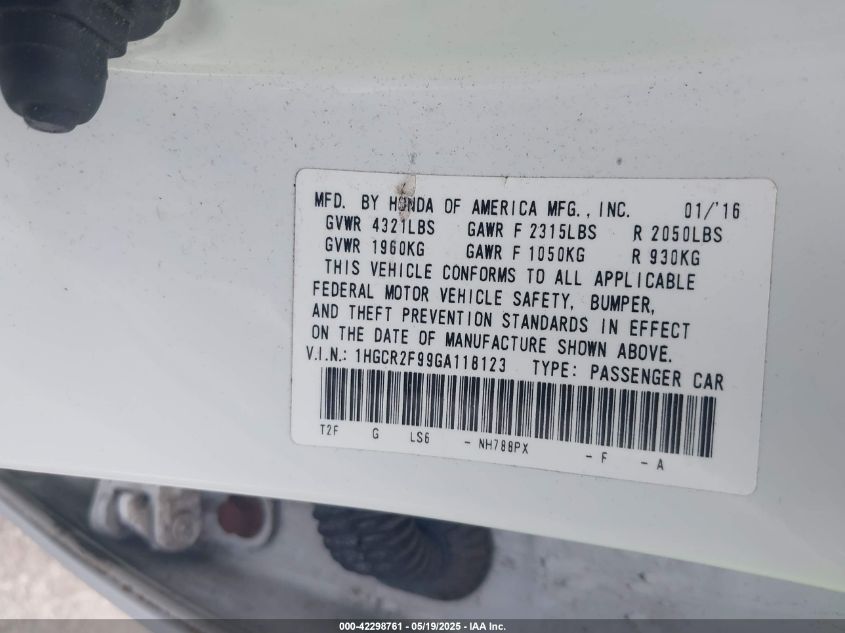 MFD. BY HONDA OF AMERICA MFG., INC. 01/'16
GVWR 4321LBS GAWR F 2315LBS R 2050LBS
GVWR 1960KG GAWR F 1050KG R 930KG
THIS VEHICLE CONFORMS TO ALL APPLICABLE
FEDERAL MOTOR VEHICLE SAFETY, BUMPER,
AND THEFT PREVENTION STANDARDS IN EFFECT
ON THE DATE OF MANUFACTURE SHOWN ABOVE.
V.I.N.: 1HGCR2F99GA118123 TYPE: PASSENGER CAR
T2F G LS6 - NH788PX - F - A
000-42298761 / 05/19/2025 - IAA Inc.